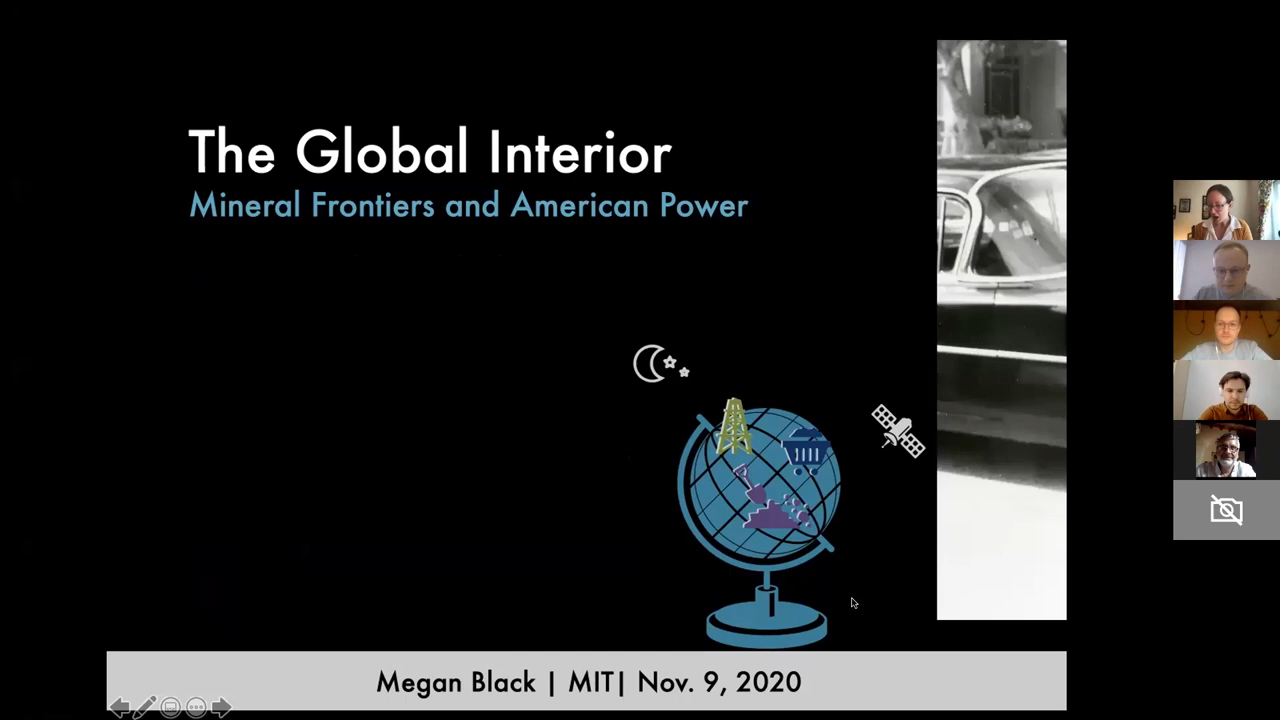 The Global Interior
Mineral Frontiers and American Power
Megan Black | MIT| Nov. 9, 2020